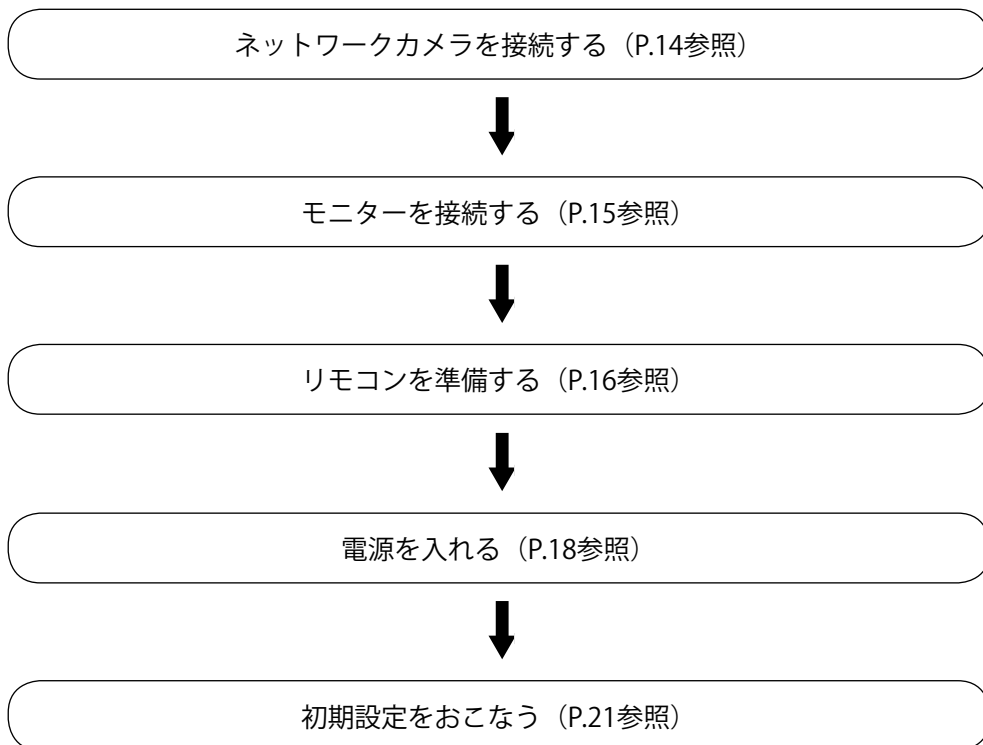 ネットワークカメラを接続する（P.14参照）
モニターを接続する（P.15参照）
リモコンを準備する（P.16参照）
電源を入れる（P.18参照）
初期設定をおこなう（P.21参照）